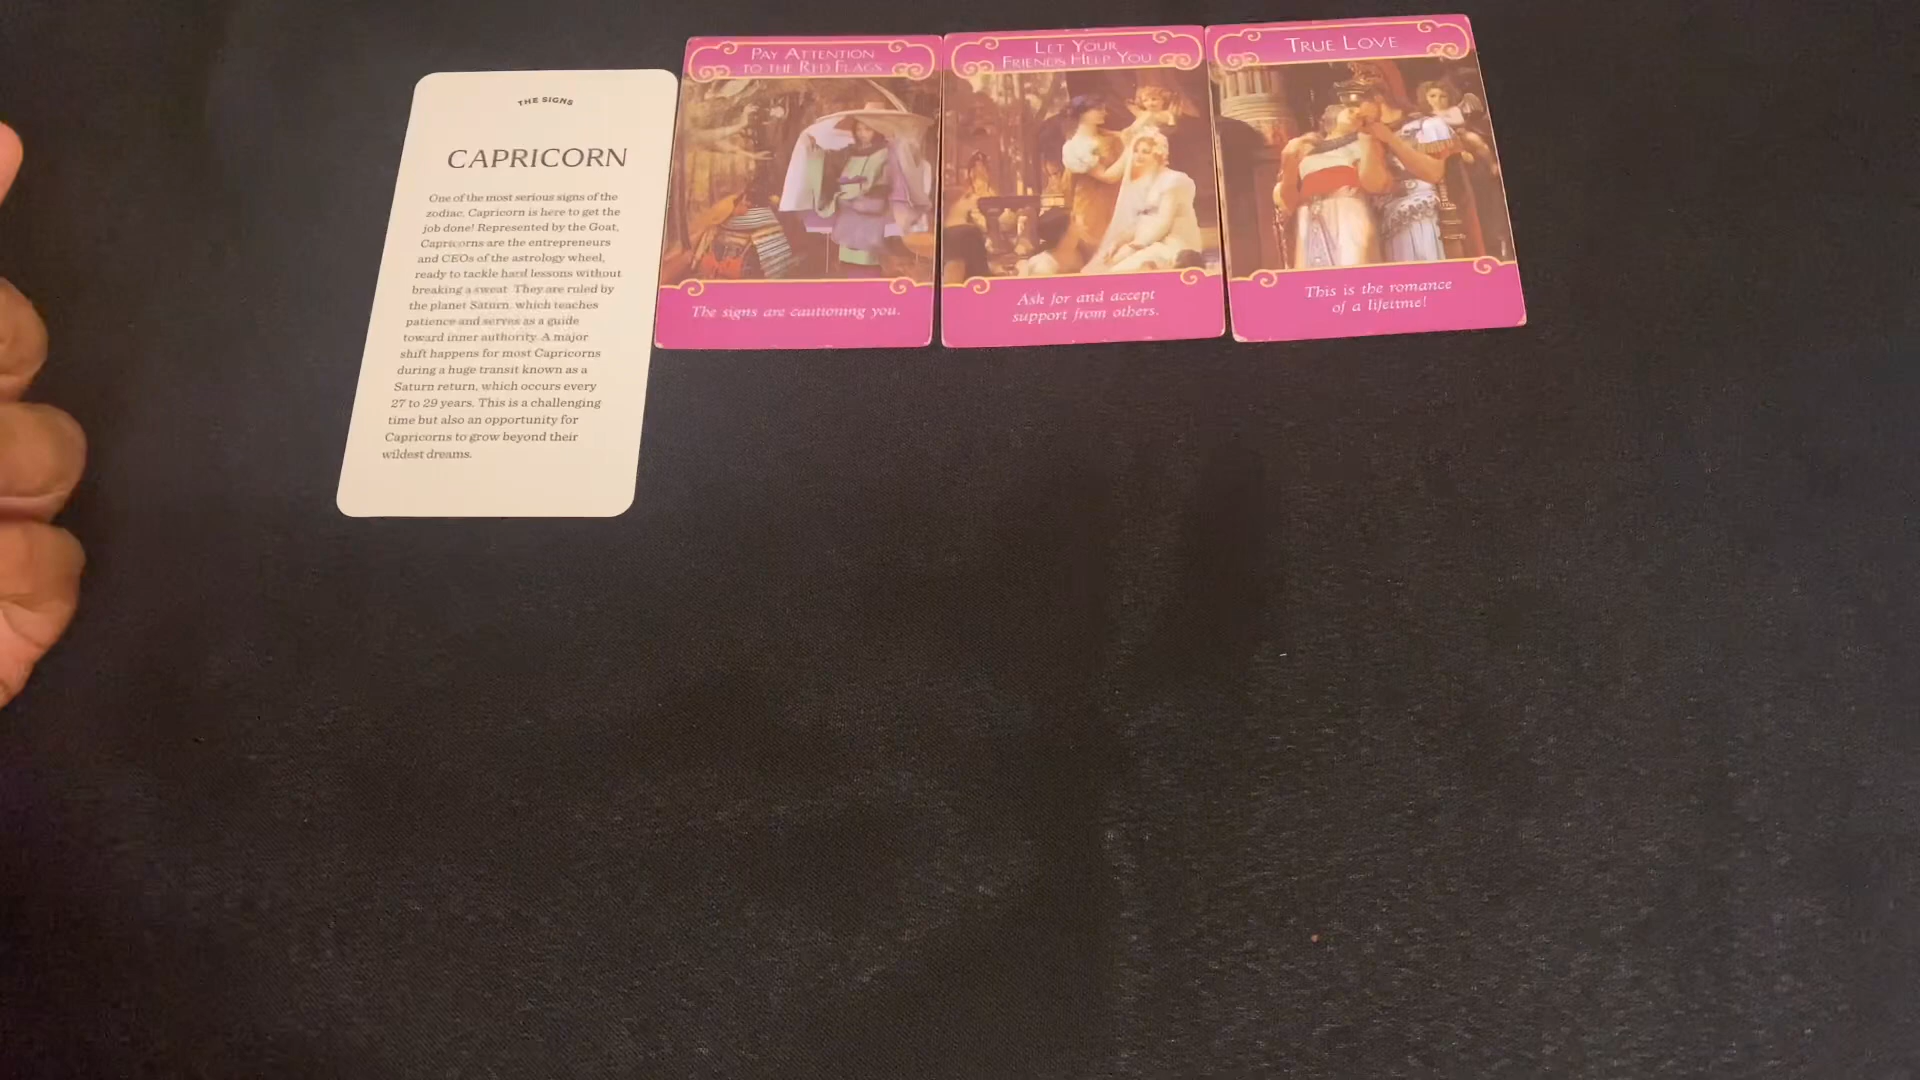 THE SIGNS
CAPRICORN
One of the most serious signs of the
zodiac, Capricorn is here to get the
job done! Represented by the Goat,
Capricorns are the entrepreneurs
and CEOs of the astrology wheel,
ready to tackle hard lessons without
breaking a sweat. They are ruled by
the planet Saturn, which teaches
patience and serves as a guide
toward inner authority. A major
shift happens for most Capricorns
during a huge transit known as a
Saturn return, which occurs every
27 to 29 years. This is a challenging
time but also an opportunity for
Capricorns to grow beyond their
wildest dreams.
PAY ATTENTION
TO THE RED FLAGS
The signs are cautioning you.
LET YOUR
FRIENDS HELP YOU
Ask for and accept
support from others.
TRUE LOVE
This is the romance
of a lifetime!